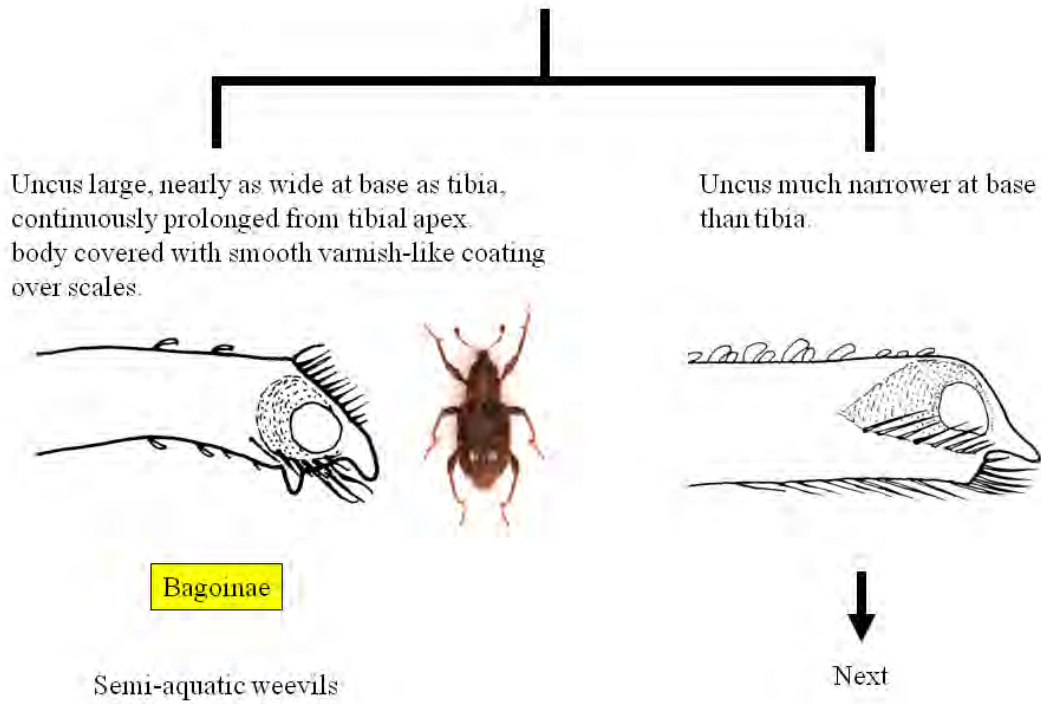 Uncus large, nearly as wide at base as tibia,
continuously prolonged from tibial apex.
body covered with smooth varnish-like coating
over scales.
Uncus much narrower at base
than tibia.
Bagoinae
Semi-aquatic weevils
Next